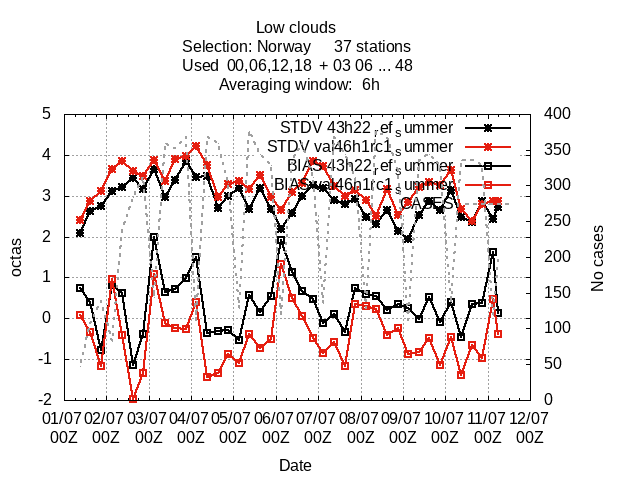 Low clouds
Selection: Norway 37 stations
Used 00,06,12,18 + 03 06 ... 48
Averaging window: 6h
5
4
3
2
1
0
-1
-2
octas
400
350
300
250
200
150
100
50
0
No cases
STDV 43h22_ref_summer
STDV val46h1rc1_summer
BIAS 43h22_ref_summer
BIAS val46h1rc1_summer
CASES
01/07 02/07 03/07 04/07 05/07 06/07 07/07 08/07 09/07 10/07 11/07 12/07
00Z 00Z 00Z 00Z 00Z 00Z 00Z 00Z 00Z 00Z 00Z 00Z
Date